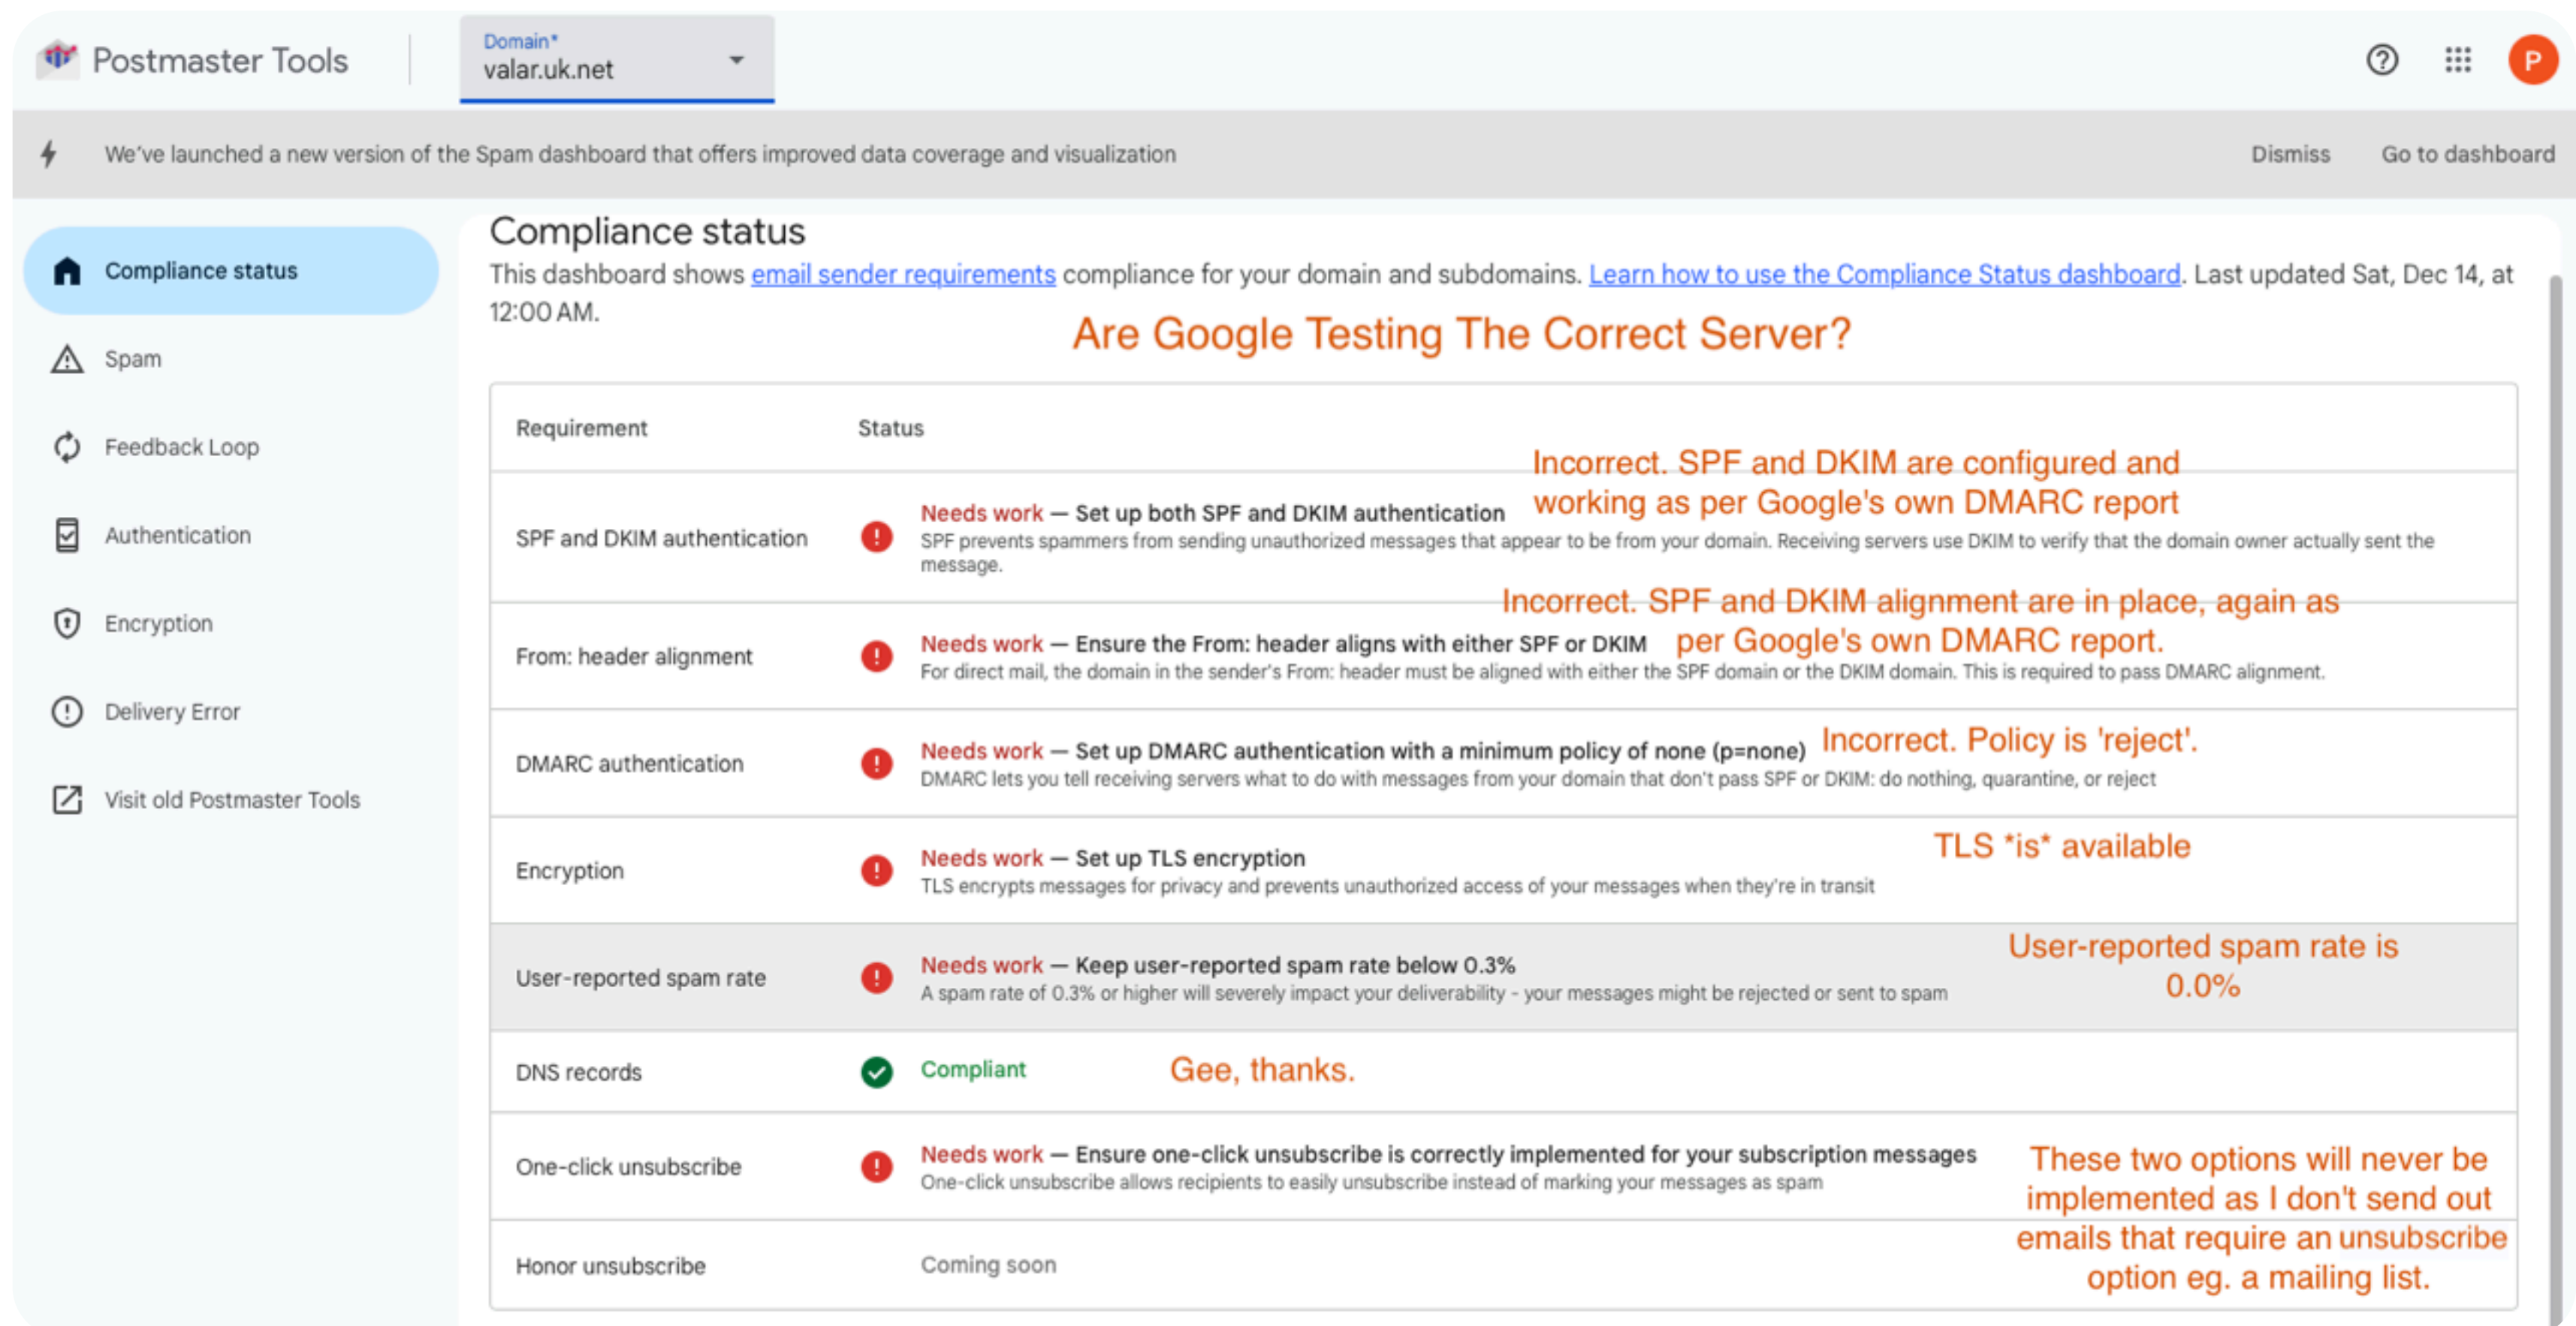 Postmaster Tools
Domain*
valar.uk.net
P
We've launched a new version of the Spam dashboard that offers improved data coverage and visualization
Dismiss
Go to dashboard
Compliance status
Spam
Feedback Loop
Authentication
Encryption
Delivery Error
Visit old Postmaster Tools
Compliance status
This dashboard shows email sender requirements compliance for your domain and subdomains. Learn how to use the Compliance Status dashboard. Last updated Sat, Dec 14, at
12:00 AM.
Are Google Testing The Correct Server?
Requirement
Status
Incorrect. SPF and DKIM are configured and
working as per Google's own DMARC report
SPF and DKIM authentication
Needs work — Set up both SPF and DKIM authentication
SPF prevents spammers from sending unauthorized messages that appear to be from your domain. Receiving servers use DKIM to verify that the domain owner actually sent the
message.
Incorrect. SPF and DKIM alignment are in place, again as
per Google's own DMARC report.
From: header alignment
Needs work — Ensure the From: header aligns with either SPF or DKIM
For direct mail, the domain in the sender's From: header must be aligned with either the SPF domain or the DKIM domain. This is required to pass DMARC alignment.
DMARC authentication
Needs work — Set up DMARC authentication with a minimum policy of none (p=none)
Incorrect. Policy is 'reject'.
DMARC lets you tell receiving servers what to do with messages from your domain that don't pass SPF or DKIM: do nothing, quarantine, or reject
Encryption
Needs work — Set up TLS encryption
TLS *is* available
TLS encrypts messages for privacy and prevents unauthorized access of your messages when they're in transit
User-reported spam rate
Needs work — Keep user-reported spam rate below 0.3%
A spam rate of 0.3% or higher will severely impact your deliverability - your messages might be rejected or sent to spam
User-reported spam rate is
0.0%
DNS records
Compliant
Gee, thanks.
One-click unsubscribe
Needs work — Ensure one-click unsubscribe is correctly implemented for your subscription messages
One-click unsubscribe allows recipients to easily unsubscribe instead of marking your messages as spam
These two options will never be
implemented as I don't send out
emails that require an unsubscribe
option eg. a mailing list.
Honor unsubscribe
Coming soon